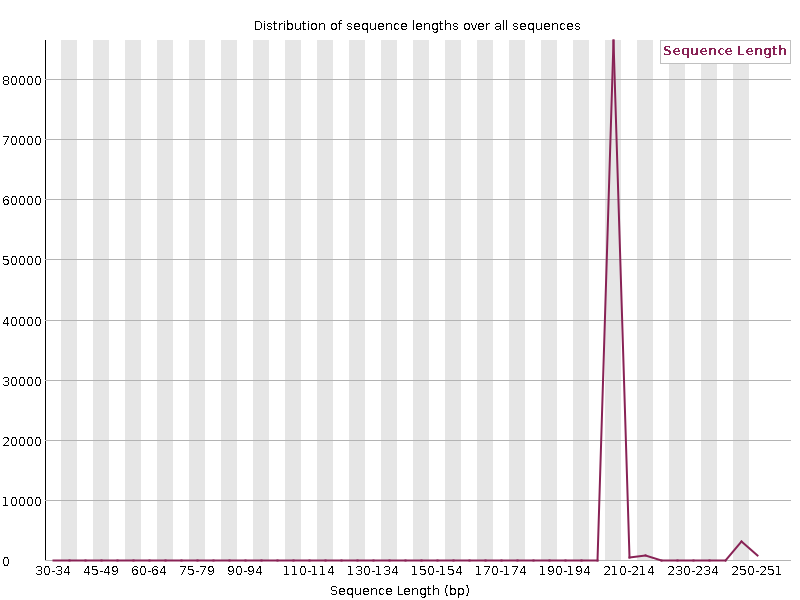 Distribution of sequence lengths over all sequences
Sequence Length
80000
70000
60000
50000
40000
30000
20000
10000
0
30-34 45-49 60-64 75-79 90-94 110-114 130-134 150-154 170-174 190-194 210-214 230-234 250-251
Sequence Length (bp)